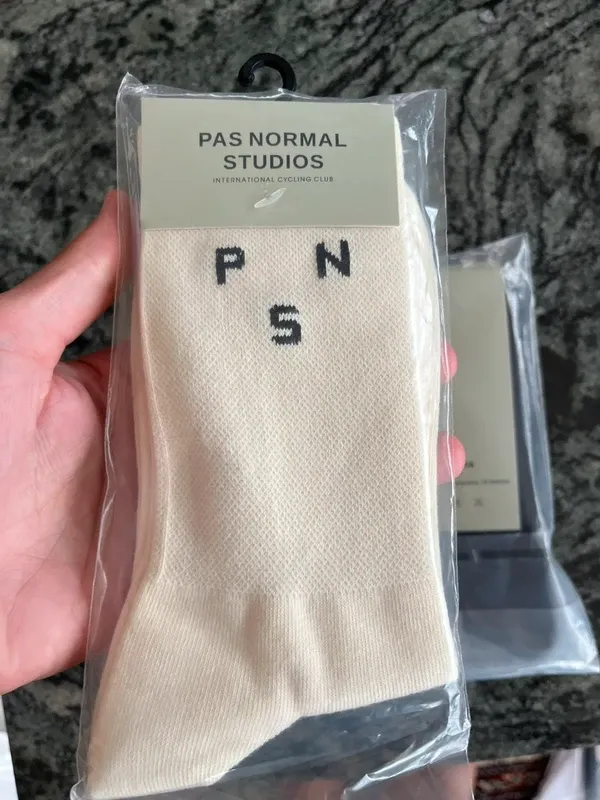 PAS NORMAL
STUDIOS
INTERNATIONAL CYCLING CLUB
P N
S